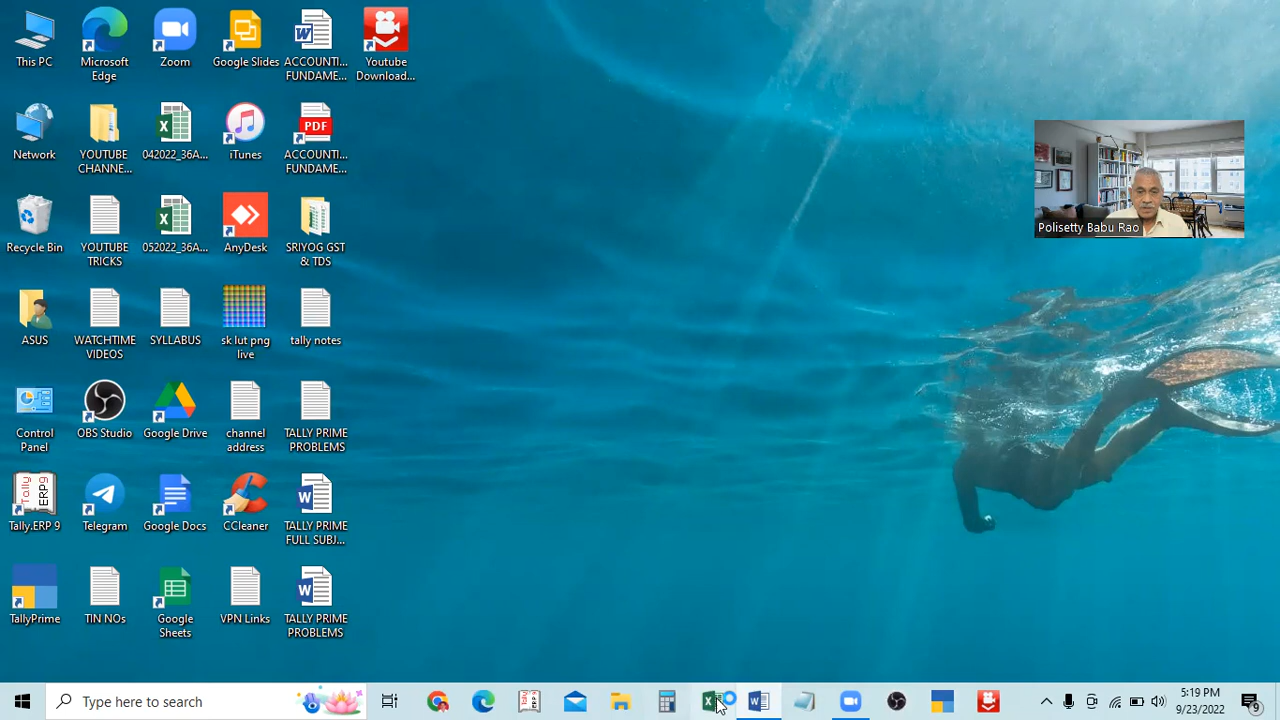 This PC
Microsoft
Edge
Zoom
Google Slides
ACCOUNTI...
FUNDAME...
Youtube
Download...
Network
YOUTUBE
CHANNE...
042022_36A...
iTunes
PDF
ACCOUNTI...
FUNDAME...
Recycle Bin
YOUTUBE
TRICKS
052022_36A...
AnyDesk
SRIYOG GST
& TDS
Polisetty Babu Rao
ASUS
WATCHTIME
VIDEOS
SYLLABUS
sk lut png
live
tally notes
Control
Panel
OBS Studio
Google Drive
channel
address
TALLY PRIME
PROBLEMS
Tally.ERP 9
Telegram
Google Docs
CCleaner
TALLY PRIME
FULL SUBJ...
TallyPrime
TIN NOs
Google
Sheets
VPN Links
TALLY PRIME
PROBLEMS
Type here to search
5:19 PM
9/23/2022
9